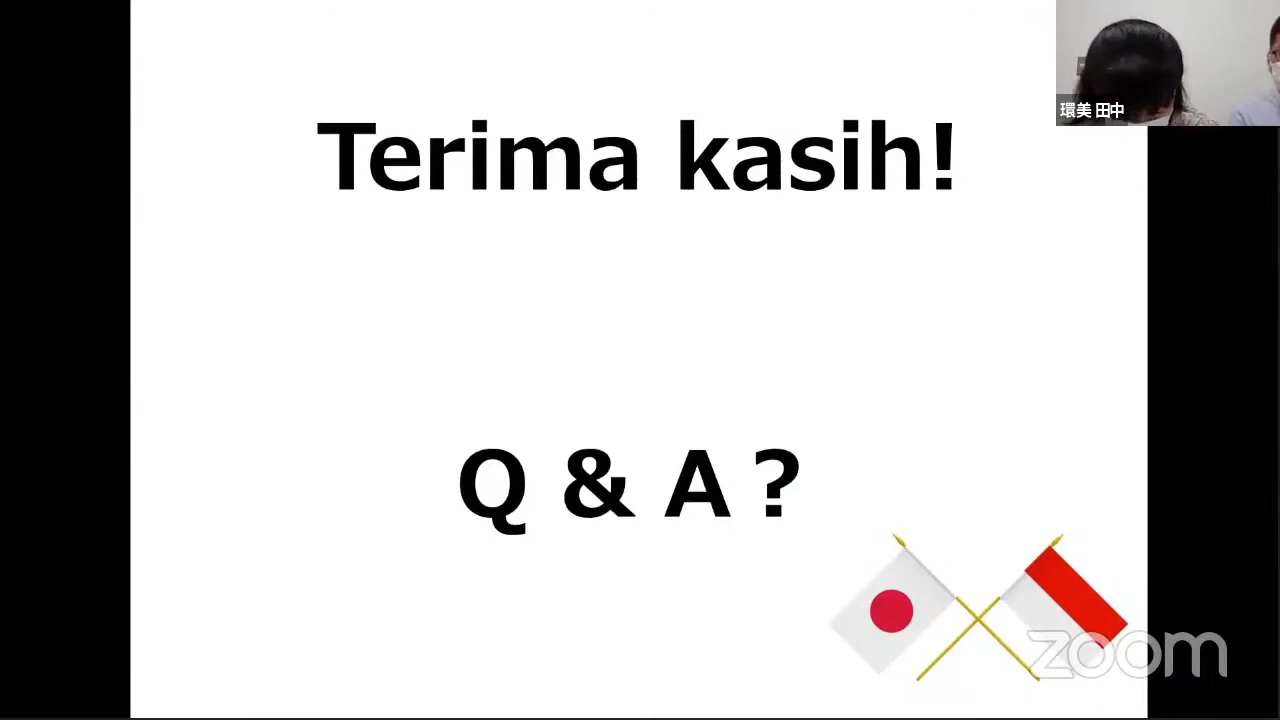 Terima kasih!
環美 田中
Q & A ?
zoom